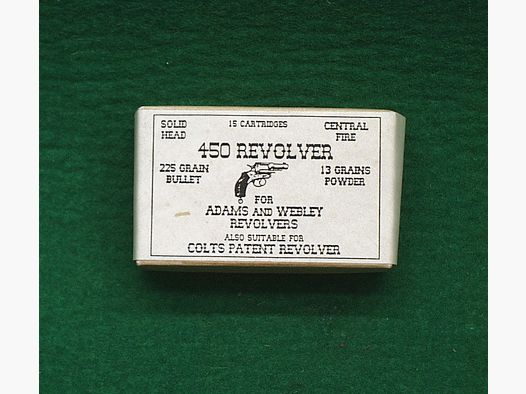 SOLID HEAD
15 CARTRIDGES
CENTRAL FIRE
450 REVOLVER
225 GRAIN BULLET
13 GRAINS POWDER
FOR
ADAMS AND WEBLEY
REVOLVERS
ALSO SUITABLE FOR
COLTS PATENT REVOLVER